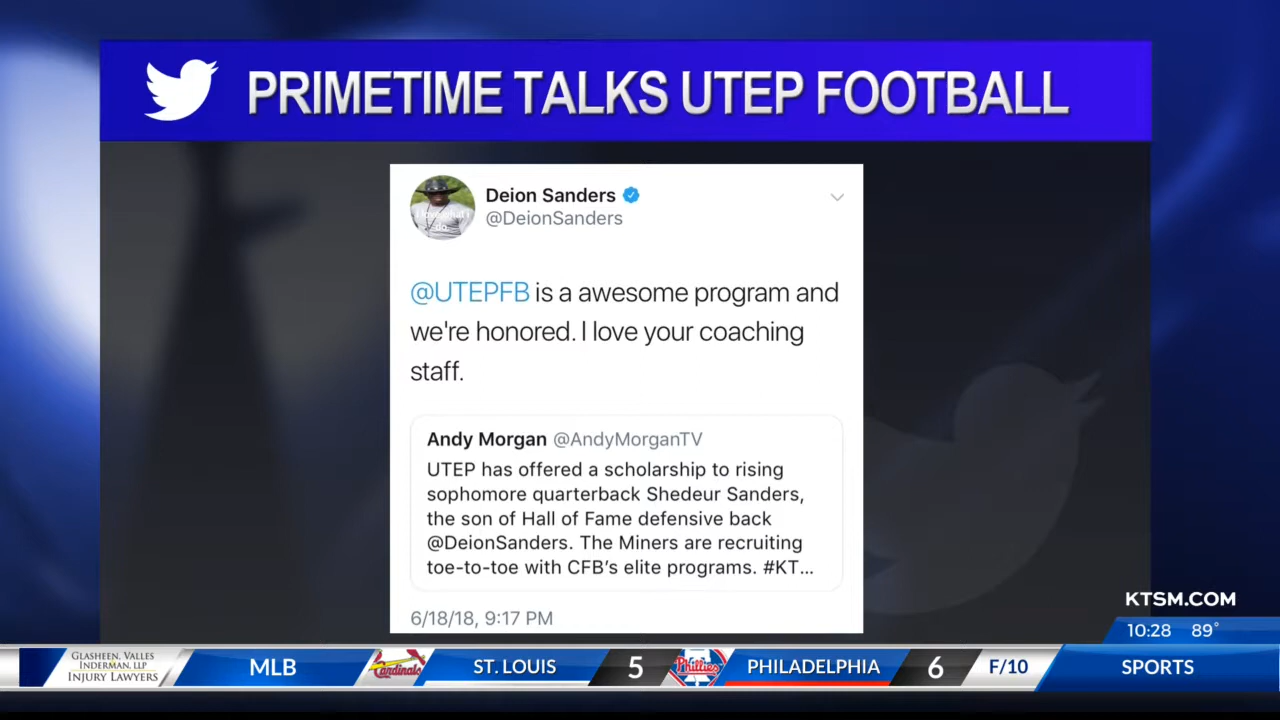 PRIMETIME TALKS UTEP FOOTBALL
Deion Sanders
@DeionSanders
@UTEPFB is a awesome program and
we're honored. I love your coaching
staff.
Andy Morgan @AndyMorganTV
UTEP has offered a scholarship to rising
sophomore quarterback Shedeur Sanders,
the son of Hall of Fame defensive back
@DeionSanders. The Miners are recruiting
toe-to-toe with CFB's elite programs. #KT...
6/18/18, 9:17 PM
KTSM.COM
10:28 89°
GLASHEEN, VALLES
INDERMAN, LLP
INJURY LAWYERS
MLB
Cardinals
ST. LOUIS 5
Phillies
PHILADELPHIA 6
F/10
SPORTS